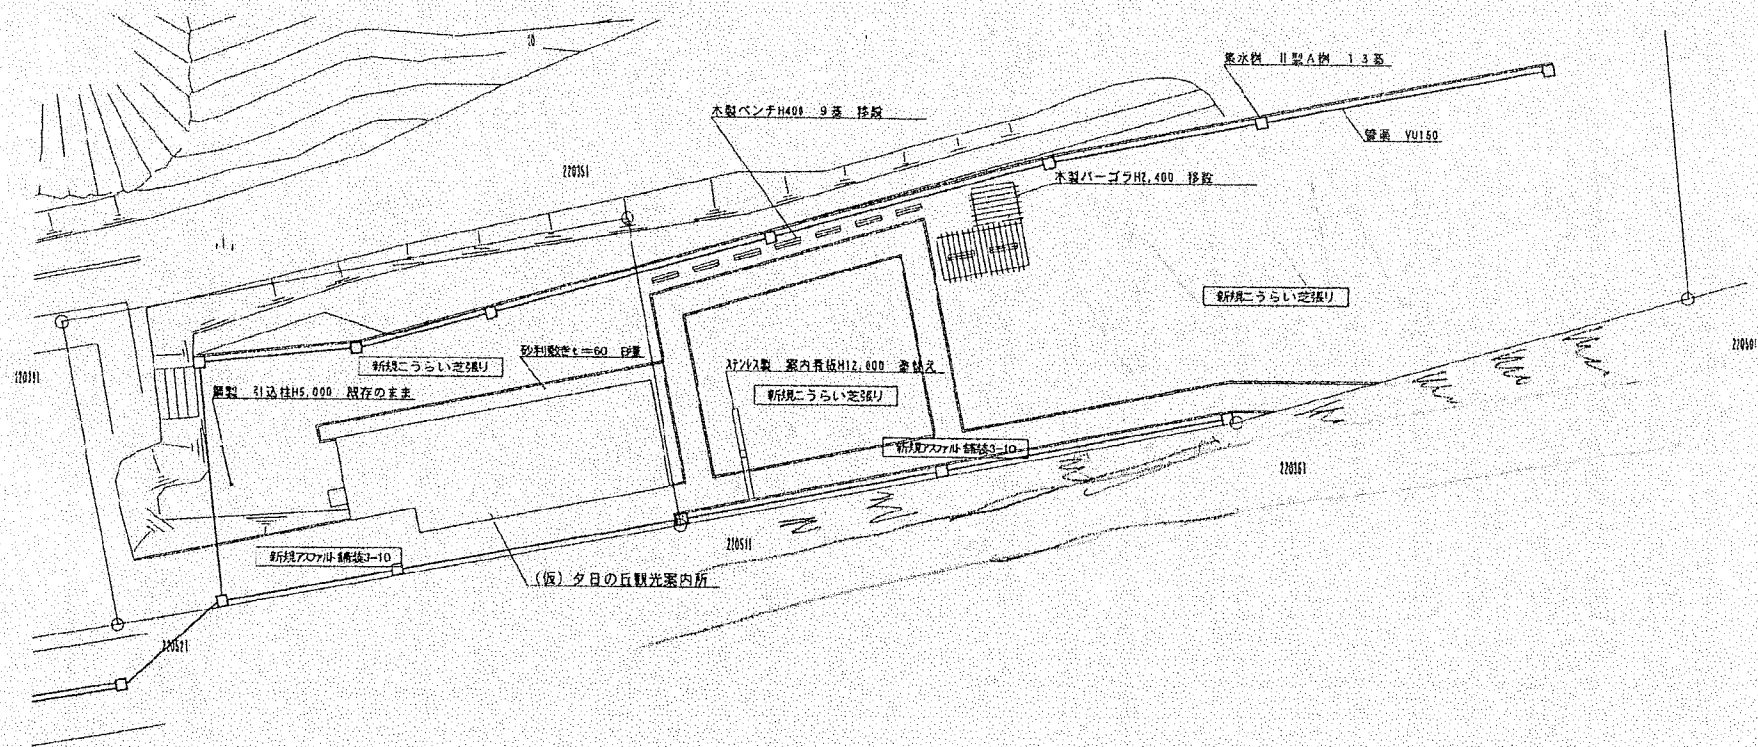 10
集水桝 Ⅱ型A桝 13基
木製ベンチH400 9基 移設
管渠 VU150
220351
木製パーゴラH2,400 移設
新規こうらい芝張り
砂利敷きt=60
新規こうらい芝張り
ステンレス製 案内看板H12,000 塗替え
220391
鋼製 引込柱H5,000 既存のまま
新規こうらい芝張り
新規アスファルト舗装3-10
220361
220511
新規アスファルト舗装3-10
(仮)夕日の丘観光案内所
220521